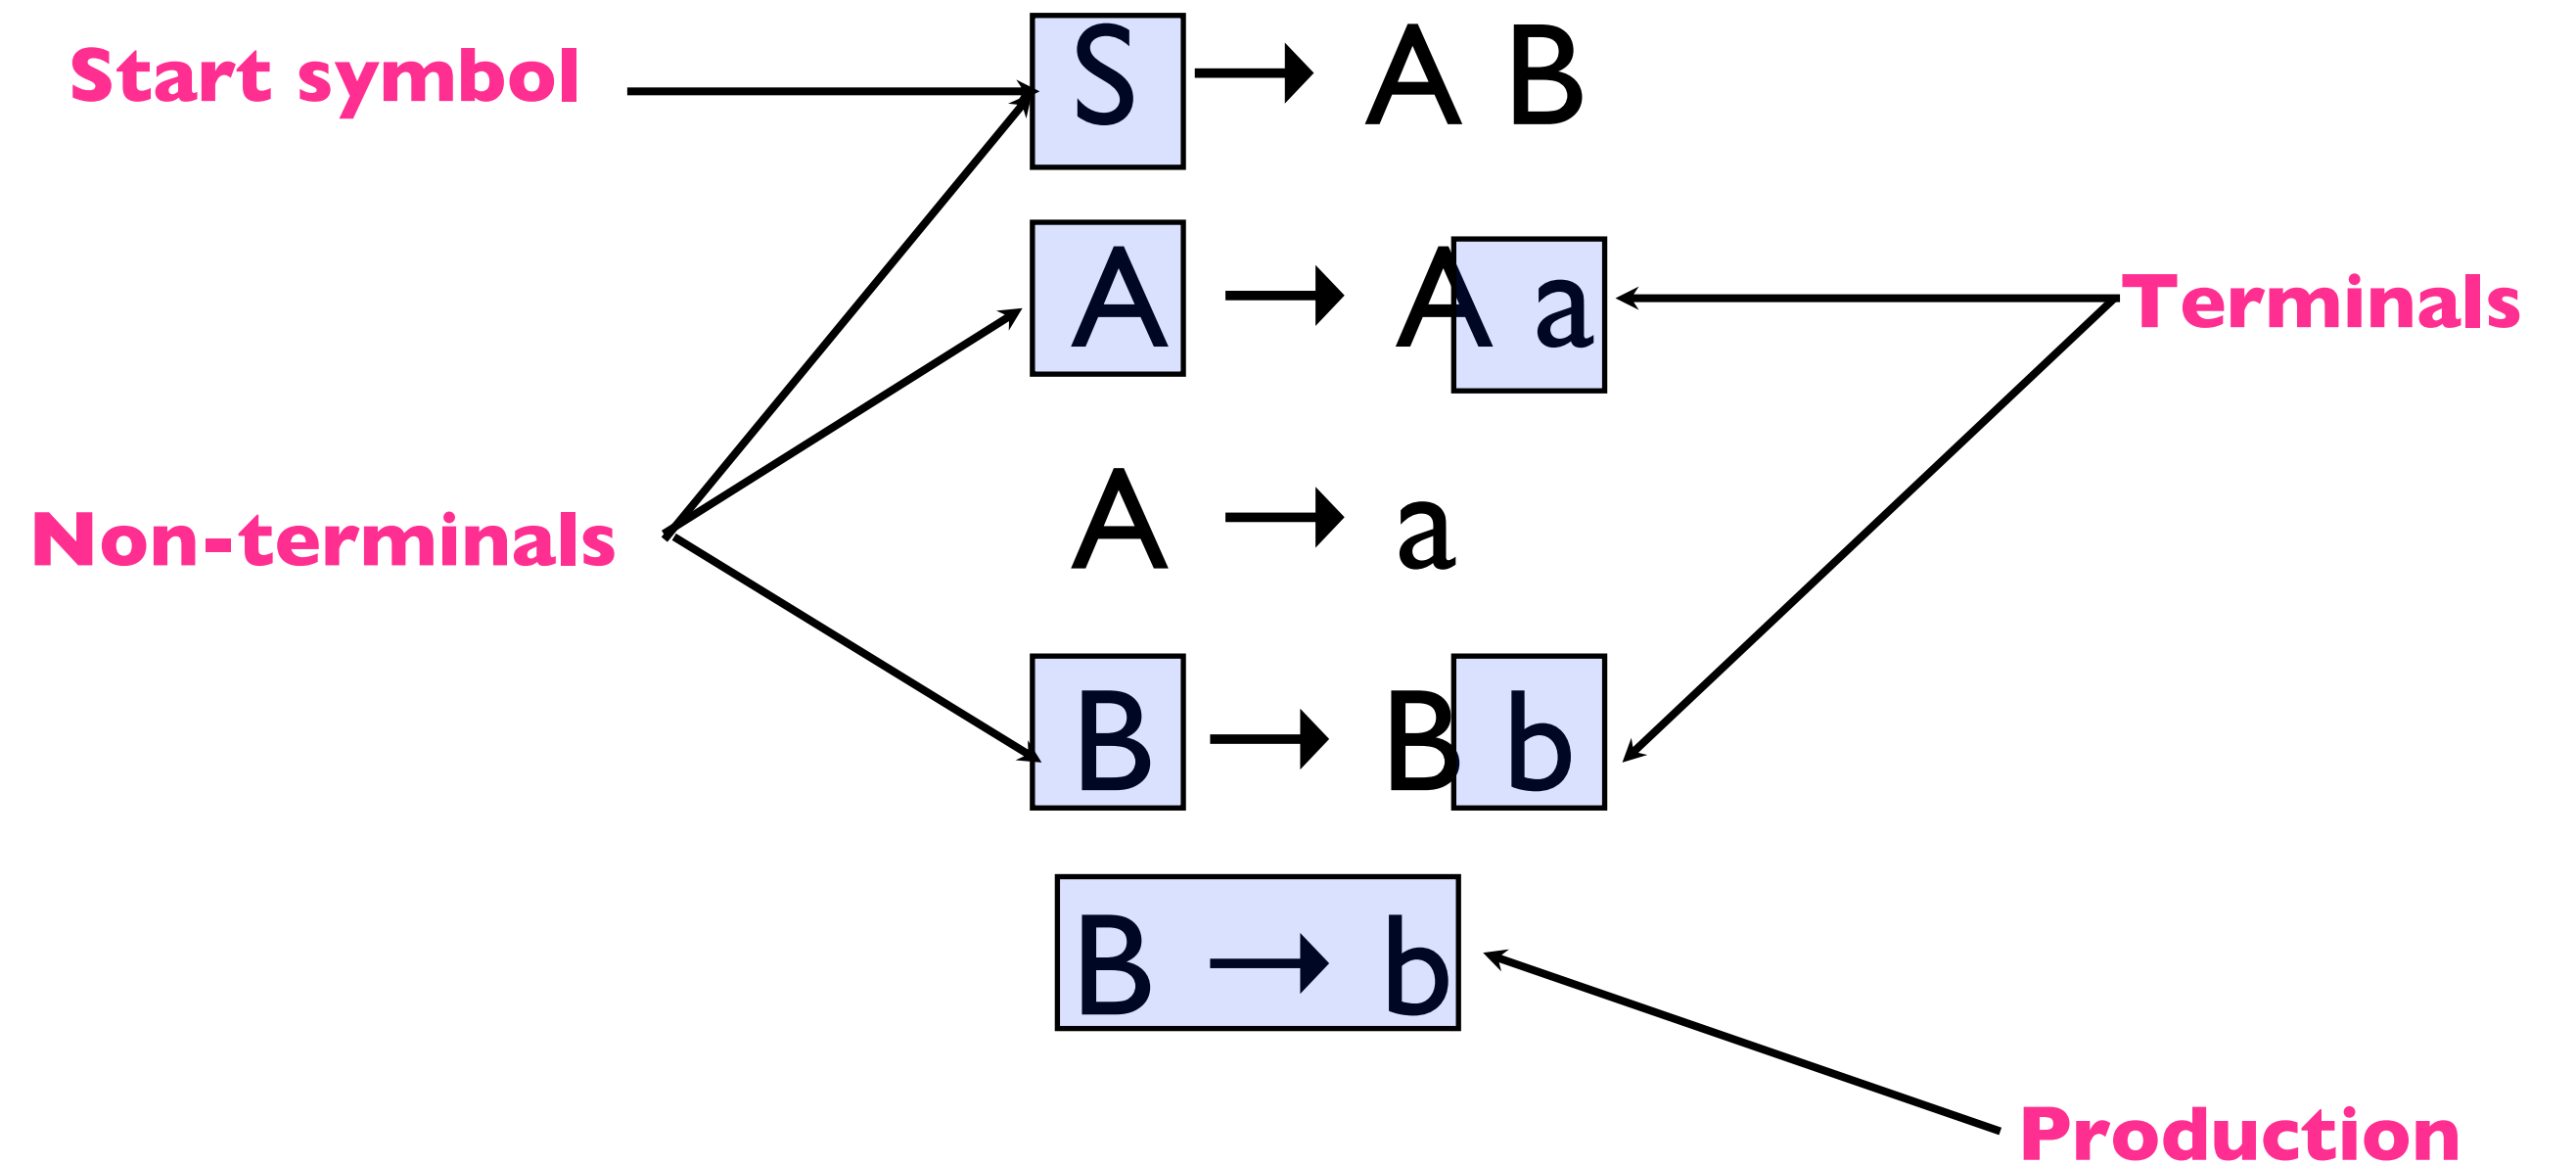 Start symbol
S → A B
A → A a
Terminals
Non-terminals
A → a
B → B b
B → b
Production